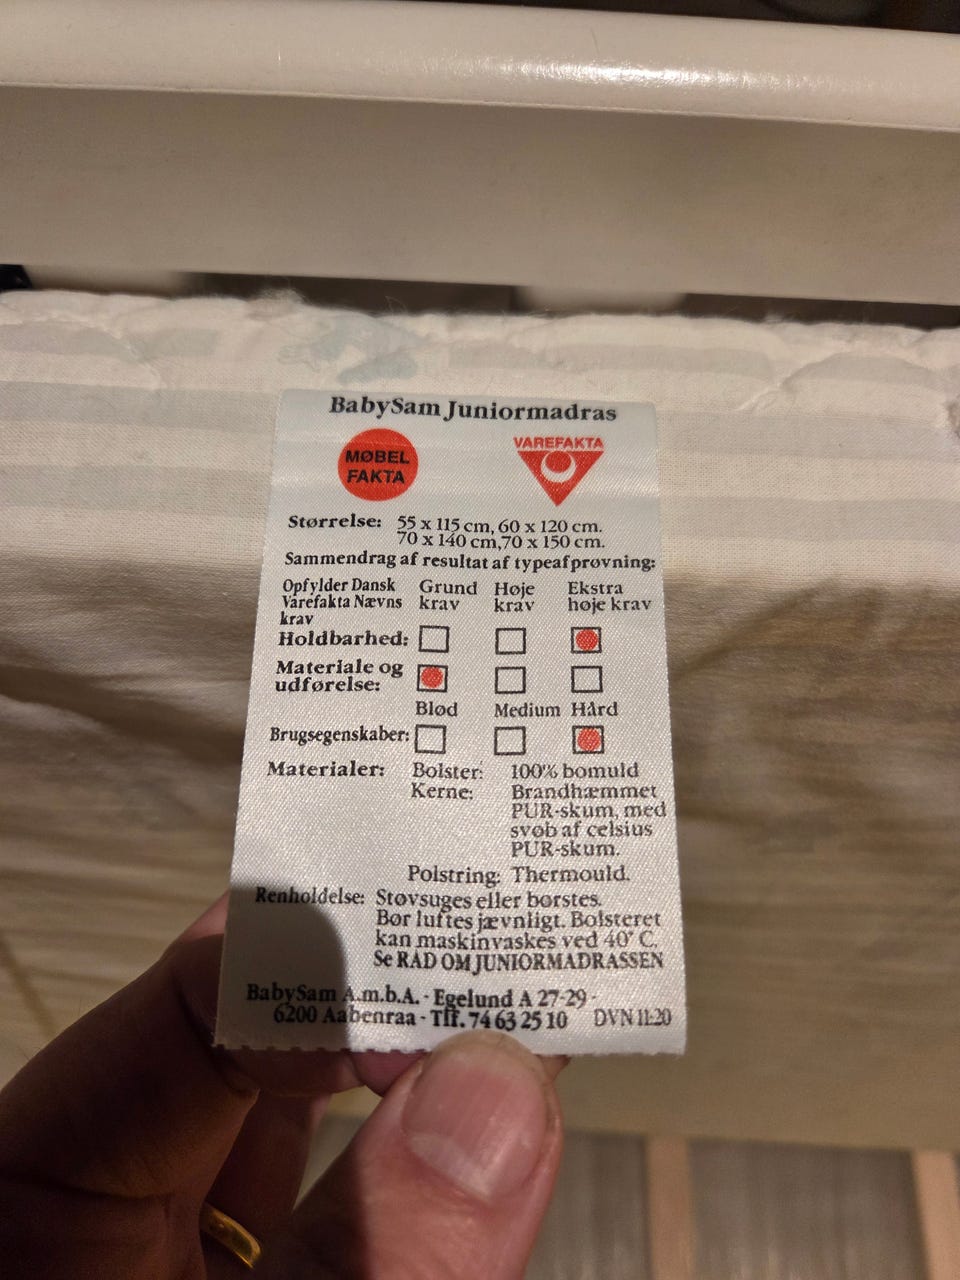 BabySam Juniormadras
MØBEL
FAKTA
VAREFAKTA
Størrelse: 55 x 115 cm, 60 x 120 cm.
70 x 140 cm,70 x 150 cm.
Sammendrag af resultat af typeafprøvning:
Opfylder Dansk Grund Høje Ekstra
Varefakta Nævns krav krav høje krav
krav
Holdbarhed:
Materiale og
udførelse:
Blød Medium Hård
Brugsegenskaber:
Materialer: Bolster: 100% bomuld
Kerne: Brandhæmmet
PUR-skum, med
svøb af celsius
PUR-skum.
Polstring: Thermould.
Renholdelse: Støvsuges eller børstes.
Bør luftes jævnligt. Bolsteret
kan maskinvaskes ved 40° C.
Se RÅD OM JUNIORMADRASSEN
BabySam A.m.b.A. - Egelund A 27-29 -
6200 Aabenraa - Tlf. 74 63 25 10 DVN 11-20